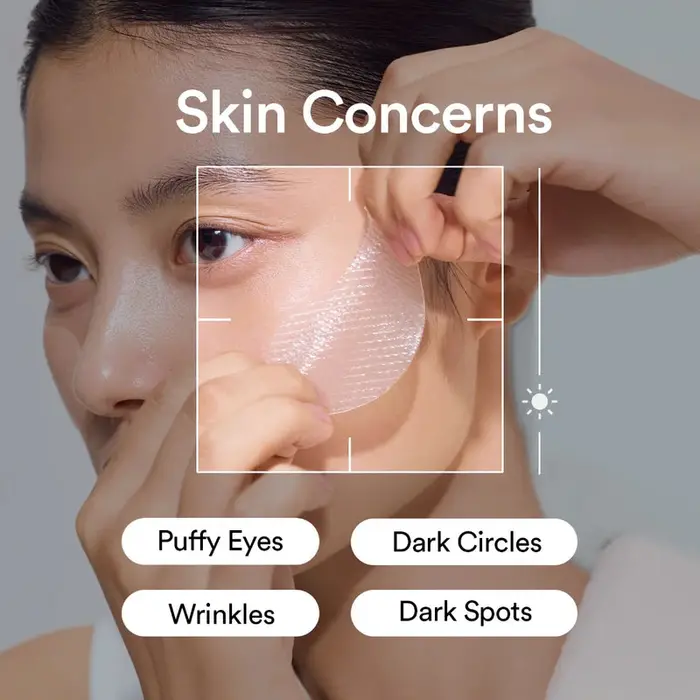 Skin Concerns
Puffy Eyes
Dark Circles
Wrinkles
Dark Spots